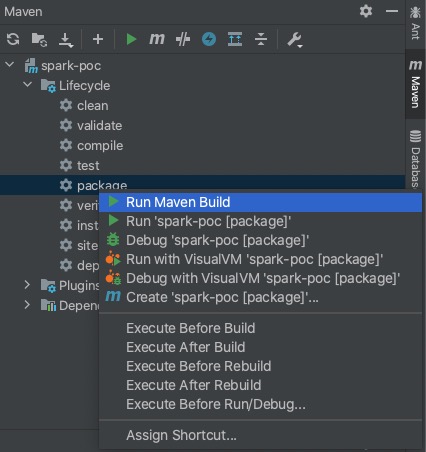 Maven
spark-poc
Lifecycle
clean
validate
compile
test
package
veri
inst
site
dep
Plugins
Depen
Run Maven Build
Run 'spark-poc [package]'
Debug 'spark-poc [package]'
Run with VisualVM 'spark-poc [package]'
Debug with VisualVM 'spark-poc [package]'
Create 'spark-poc [package]'...
Execute Before Build
Execute After Build
Execute Before Rebuild
Execute After Rebuild
Execute Before Run/Debug...
Assign Shortcut...
Ant
Maven
Database